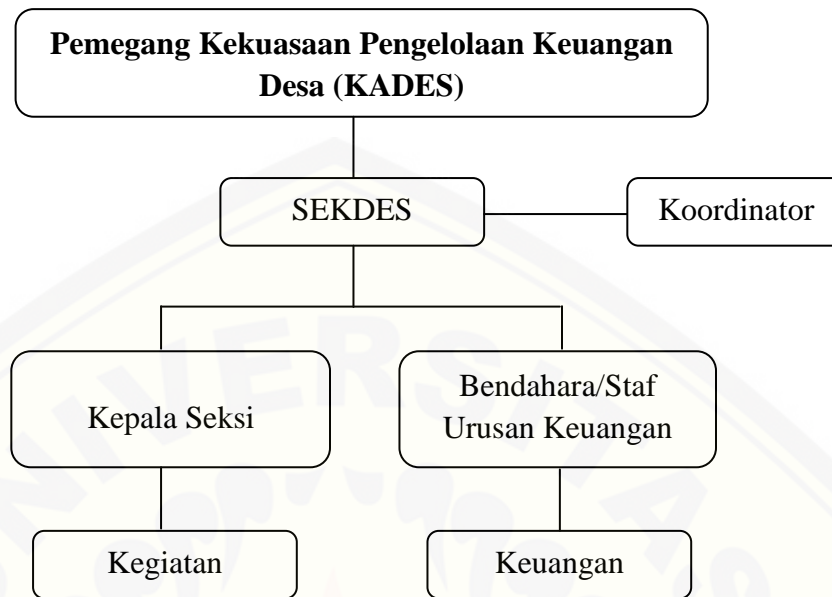 Pemegang Kekuasaan Pengelolaan Keuangan
Desa (KADES)
SEKDES
Koordinator
Kepala Seksi
Bendahara/Staf
Urusan Keuangan
Kegiatan
Keuangan